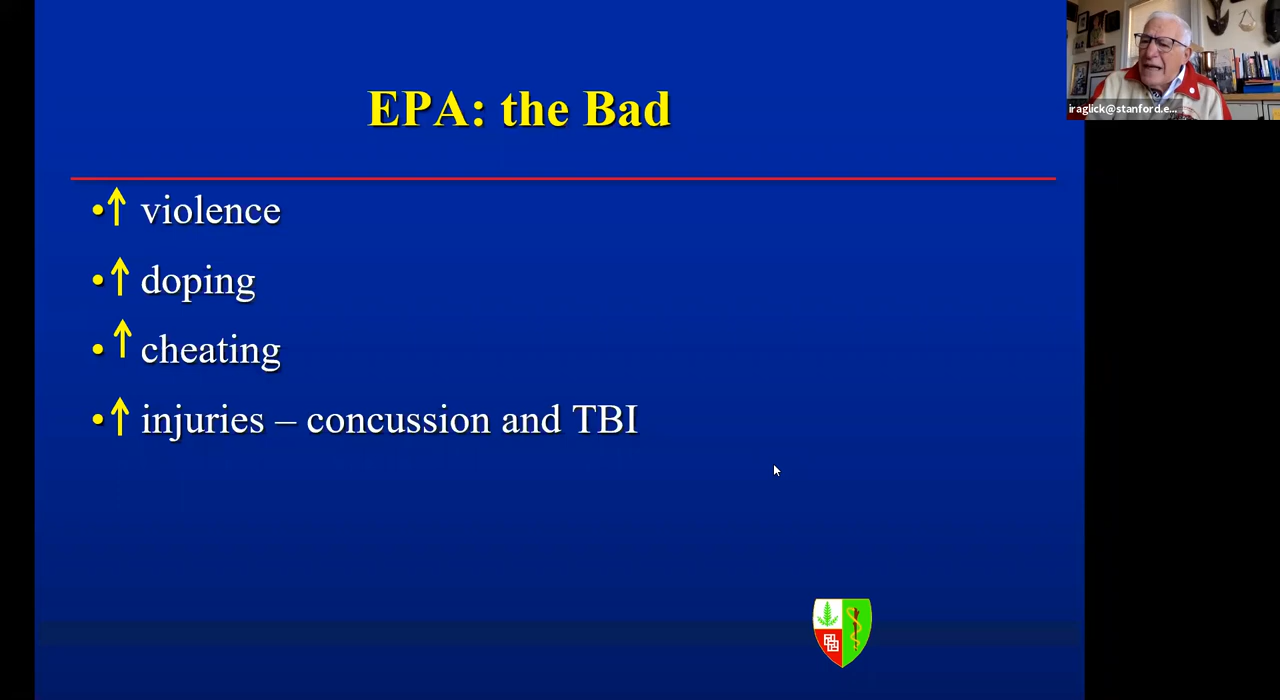 EPA: the Bad
iraglick@stanford.e...
•↑ violence
•↑ doping
•↑ cheating
•↑ injuries – concussion and TBI